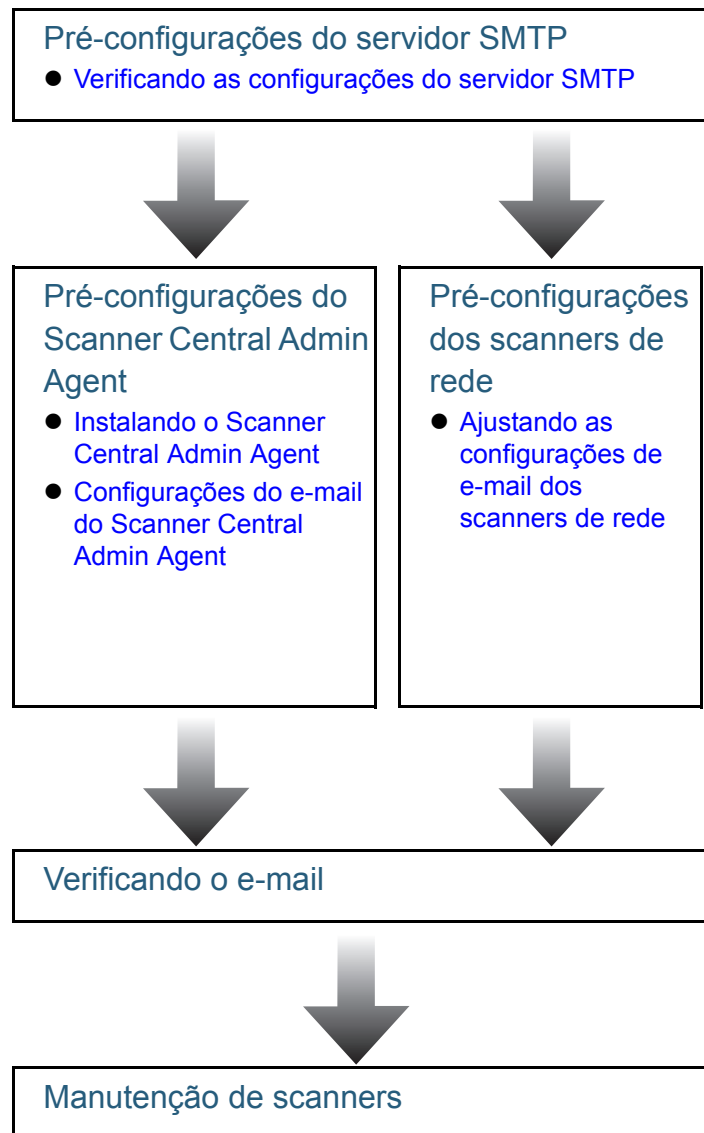 Pré-configurações do servidor SMTP
● Verificando as configurações do servidor SMTP
Pré-configurações do
Scanner Central Admin
Agent
● Instalando o Scanner
Central Admin Agent
● Configurações do e-mail
do Scanner Central
Admin Agent
Pré-configurações
dos scanners de
rede
● Ajustando as
configurações de
e-mail dos
scanners de rede
Verificando o e-mail
Manutenção de scanners